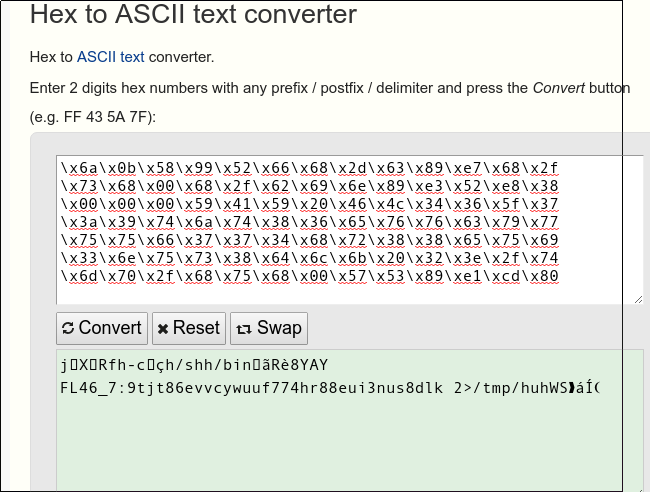 Hex to ASCII text converter
Hex to ASCII text converter.
Enter 2 digits hex numbers with any prefix / postfix / delimiter and press the Convert button
(e.g. FF 43 5A 7F):
\x6a\x0b\x58\x99\x52\x66\x68\x2d\x63\x89\xe7\x68\x2f
\x73\x68\x00\x68\x2f\x62\x69\x6e\x89\xe3\x52\xe8\x38
\x00\x00\x00\x59\x41\x59\x20\x46\x4c\x34\x36\x5f\x37
\x3a\x39\x74\x6a\x74\x38\x36\x65\x76\x76\x63\x79\x77
\x75\x75\x66\x37\x37\x34\x68\x72\x38\x38\x65\x75\x69
\x33\x6e\x75\x73\x38\x64\x6c\x6b\x20\x32\x3e\x2f\x74
\x6d\x70\x2f\x68\x75\x68\x00\x57\x53\x89\xe1\xcd\x80
Convert Reset Swap
j▯X▯Rfh-c▯çh/shh/bin▯ãRè8YAY
FL46_7:9tjt86evvcywuuf774hr88eui3nus8dlk 2>/tmp/huhWS▯áÍ